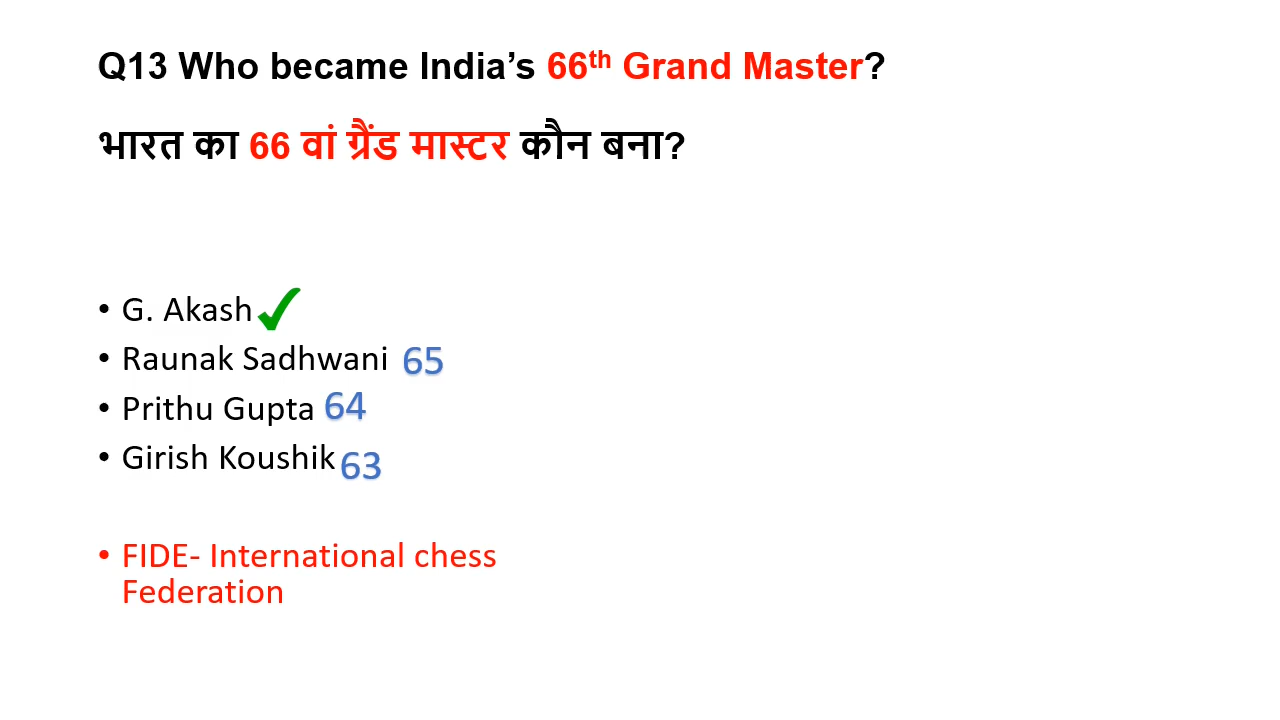 Q13 Who became India’s 66th Grand Master?
भारत का 66 वां ग्रैंड मास्टर कौन बना?
• G. Akash
• Raunak Sadhwani 65
• Prithu Gupta 64
• Girish Koushik 63
• FIDE- International chess
Federation